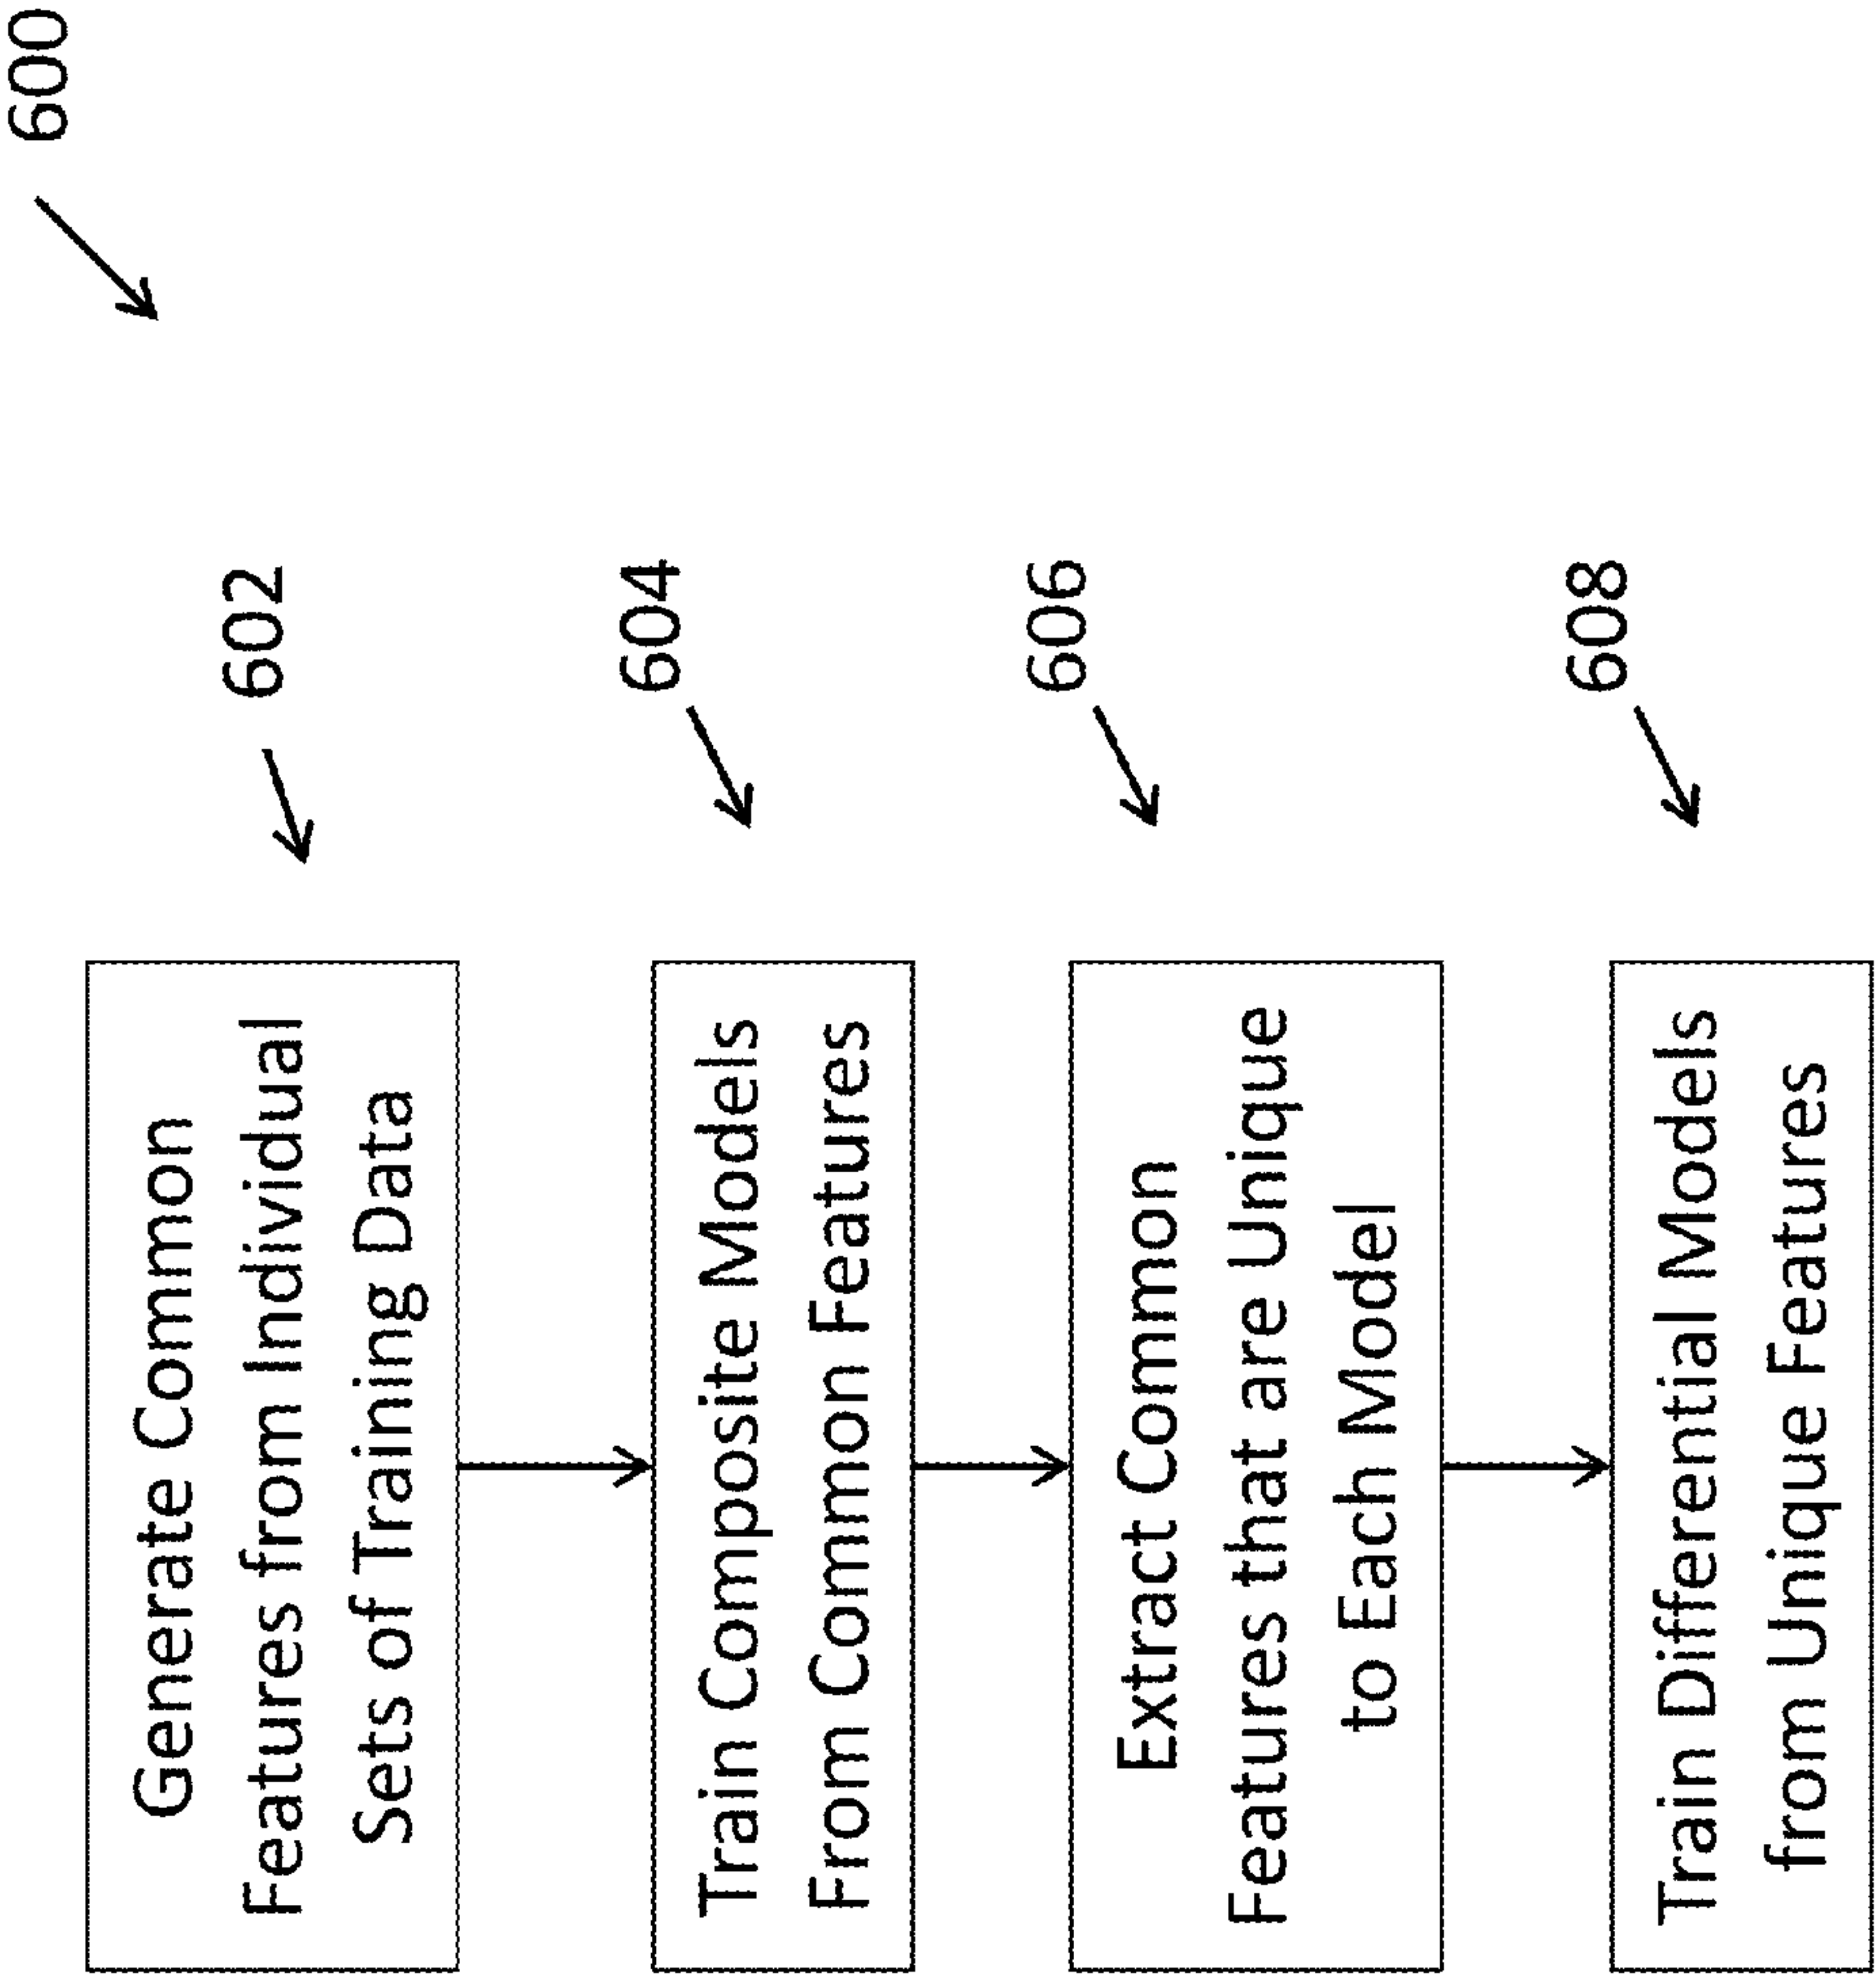 600
Generate Common
Features from Individual
Sets of Training Data
602
Train Composite Models
From Common Features
604
Extract Common
Features that are Unique
to Each Model
606
Train Differential Models
from Unique Features
608